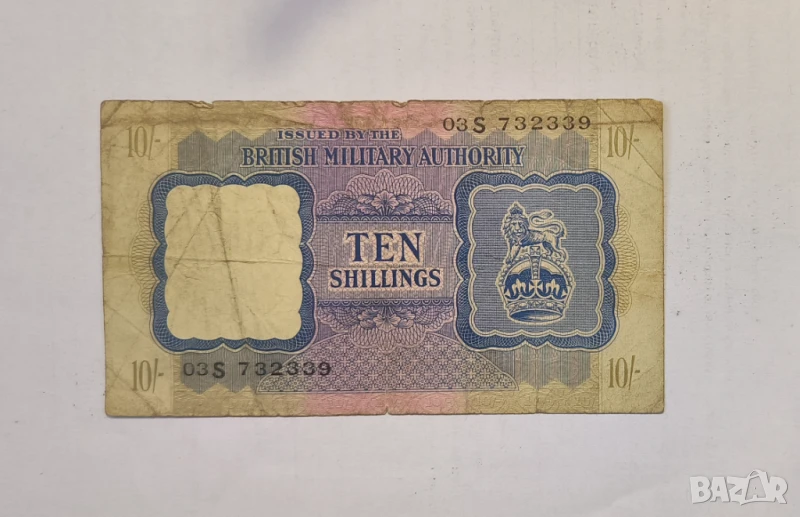 10/-
03S 732339
10/-
ISSUED BY THE
BRITISH MILITARY AUTHORITY
TEN
SHILLINGS
10/-
03S 732339
10/-
BAZAR